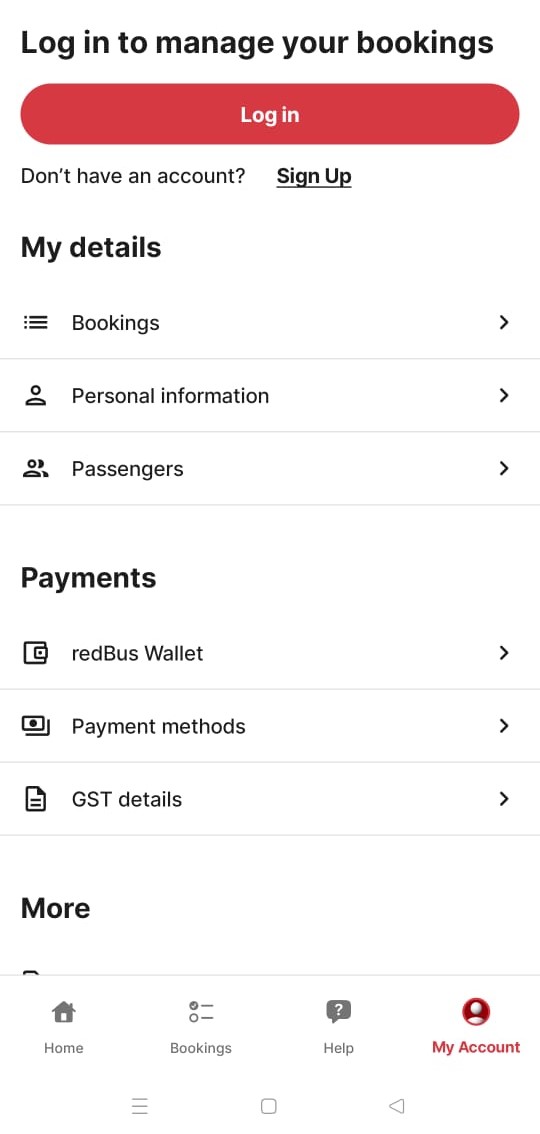 Log in to manage your bookings
Log in
Don’t have an account? Sign Up
My details
Bookings
Personal information
Passengers
Payments
redBus Wallet
Payment methods
GST details
More
Home Bookings Help My Account